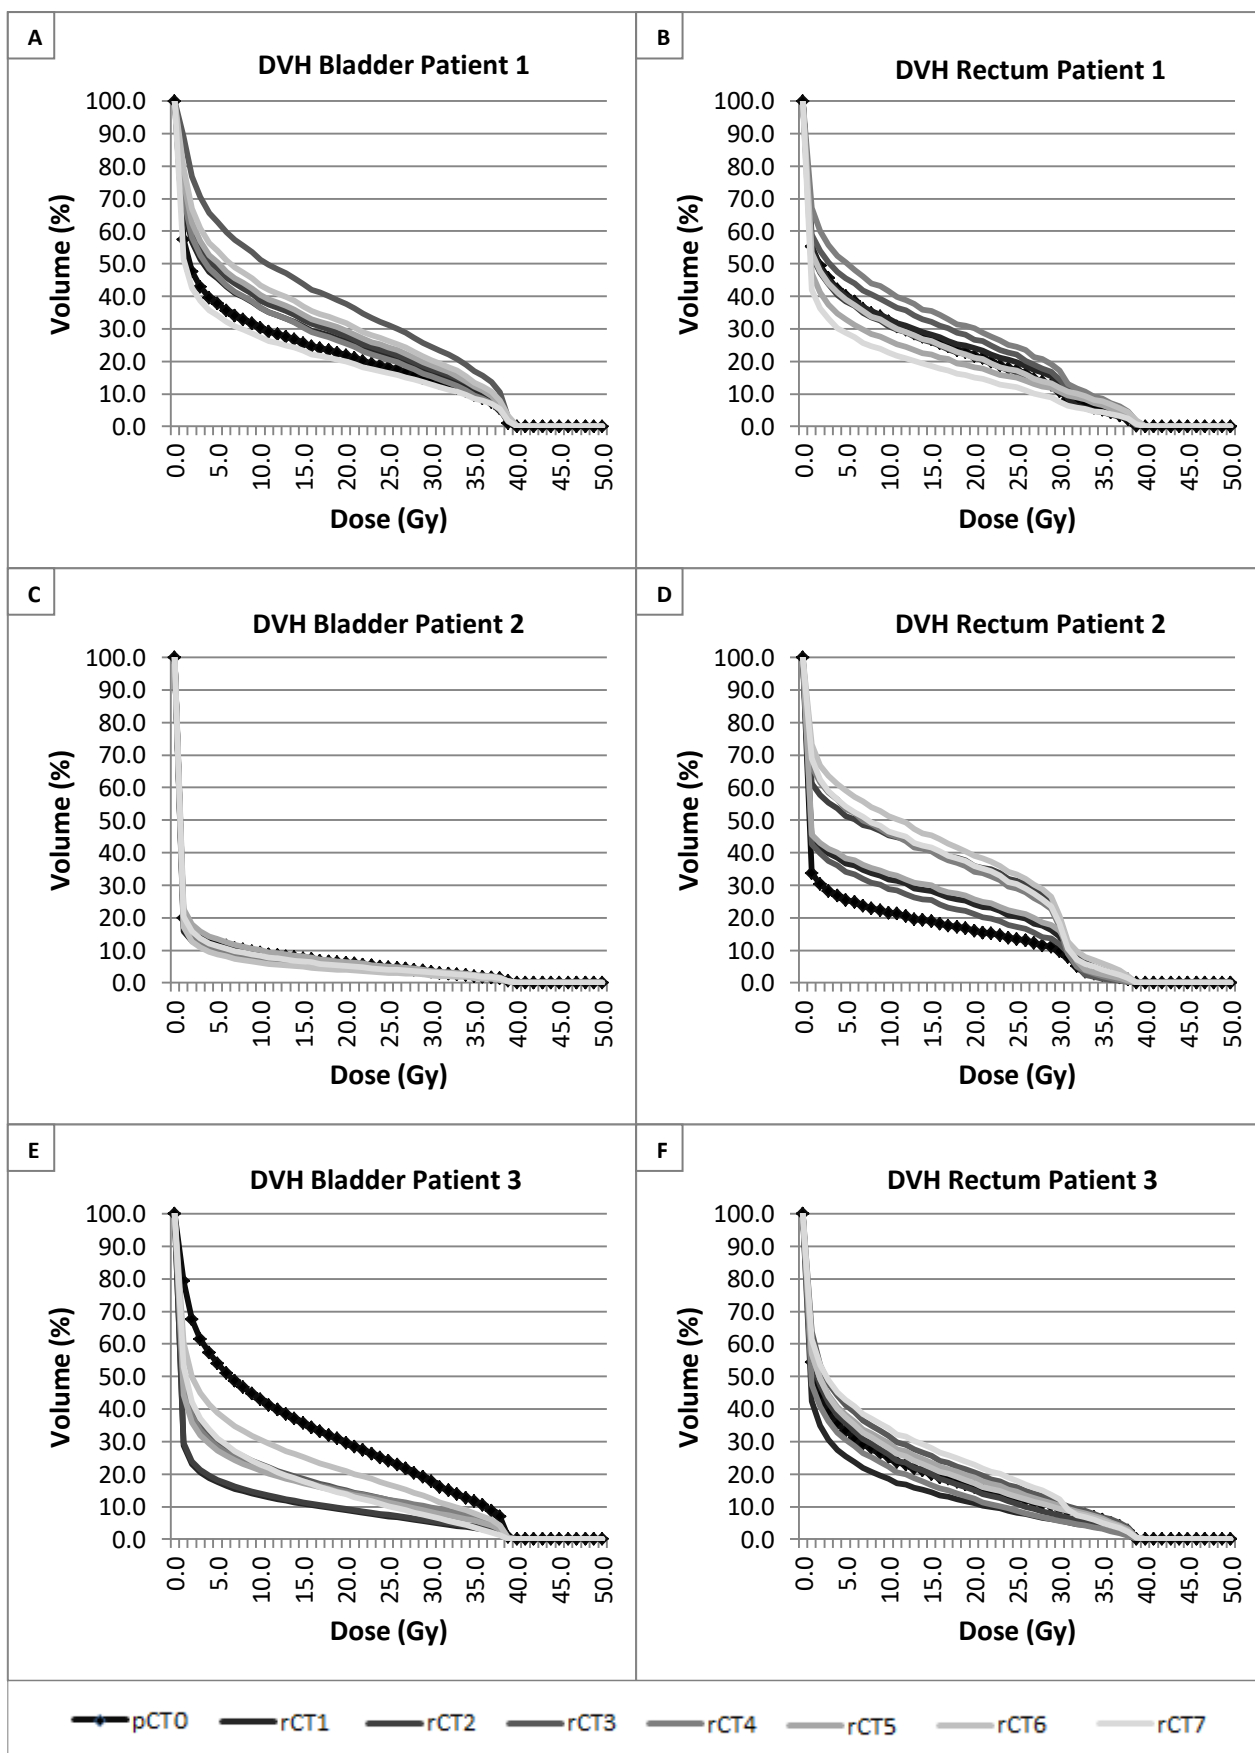 A
DVH Bladder Patient 1
Volume (%)
100.0
90.0
80.0
70.0
60.0
50.0
40.0
30.0
20.0
10.0
0.0
0.0 5.0 10.0 15.0 20.0 25.0 30.0 35.0 40.0 45.0 50.0
Dose (Gy)
B
DVH Rectum Patient 1
Volume (%)
100.0
90.0
80.0
70.0
60.0
50.0
40.0
30.0
20.0
10.0
0.0
0.0 5.0 10.0 15.0 20.0 25.0 30.0 35.0 40.0 45.0 50.0
Dose (Gy)
C
DVH Bladder Patient 2
Volume (%)
100.0
90.0
80.0
70.0
60.0
50.0
40.0
30.0
20.0
10.0
0.0
0.0 5.0 10.0 15.0 20.0 25.0 30.0 35.0 40.0 45.0 50.0
Dose (Gy)
D
DVH Rectum Patient 2
Volume (%)
100.0
90.0
80.0
70.0
60.0
50.0
40.0
30.0
20.0
10.0
0.0
0.0 5.0 10.0 15.0 20.0 25.0 30.0 35.0 40.0 45.0 50.0
Dose (Gy)
E
DVH Bladder Patient 3
Volume (%)
100.0
90.0
80.0
70.0
60.0
50.0
40.0
30.0
20.0
10.0
0.0
0.0 5.0 10.0 15.0 20.0 25.0 30.0 35.0 40.0 45.0 50.0
Dose (Gy)
F
DVH Rectum Patient 3
Volume (%)
100.0
90.0
80.0
70.0
60.0
50.0
40.0
30.0
20.0
10.0
0.0
0.0 5.0 10.0 15.0 20.0 25.0 30.0 35.0 40.0 45.0 50.0
Dose (Gy)
pCT0 rCT1 rCT2 rCT3 rCT4 rCT5 rCT6 rCT7